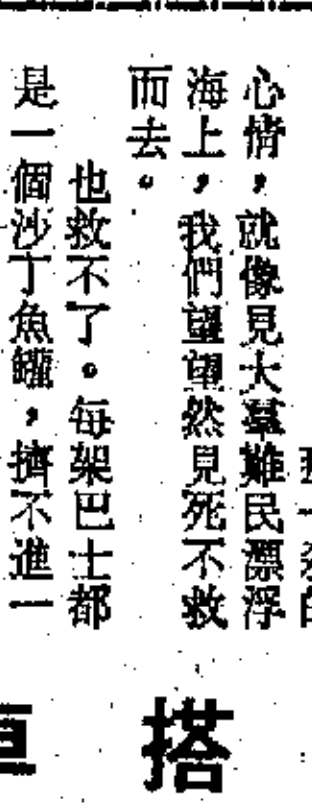 心情，就像見大羣難民漂浮
海上，我們望望然見死不救
而去。
也救不了。每架巴士都
是一個沙丁魚罐，擠不進一
搭